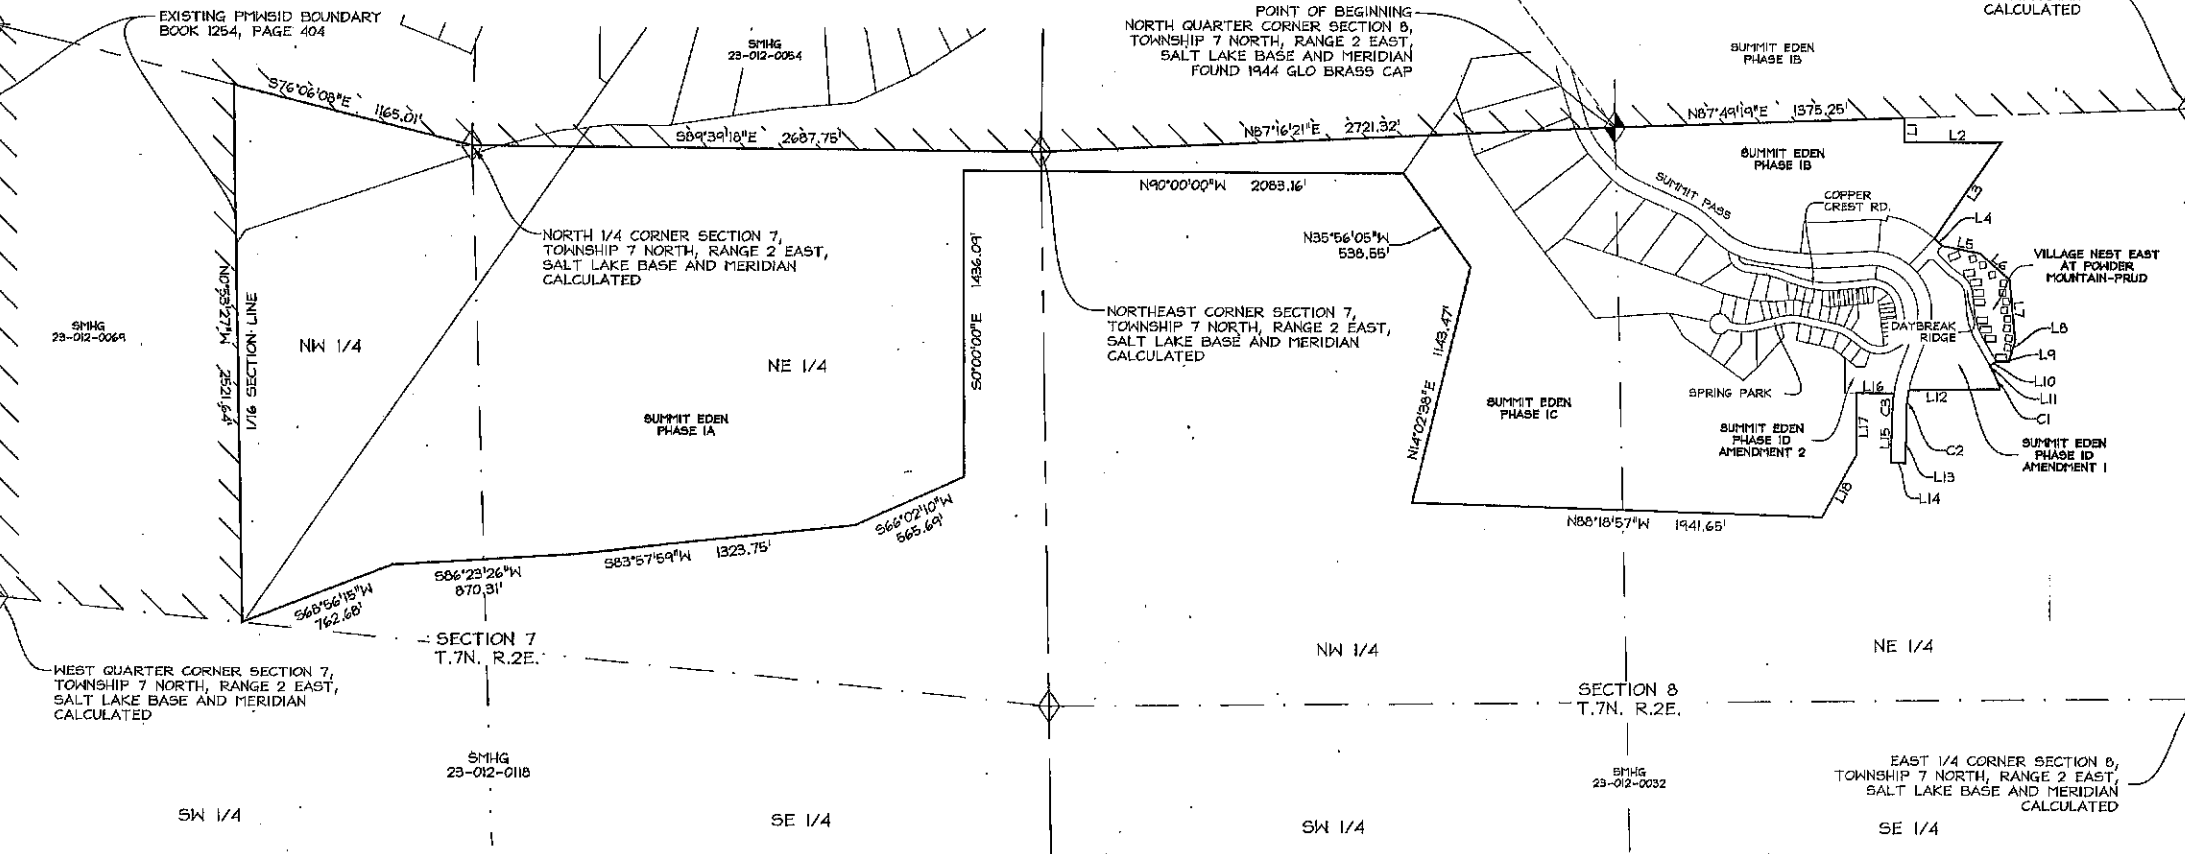 EXISTING PMWSID BOUNDARY
BOOK 1254, PAGE 404
SMHG
23-012-0054
POINT OF BEGINNING
NORTH QUARTER CORNER SECTION 8,
TOWNSHIP 7 NORTH, RANGE 2 EAST,
SALT LAKE BASE AND MERIDIAN
FOUND 1944 GLO BRASS CAP
SUMMIT EDEN
PHASE 1B
CALCULATED
S76°06'08"E 1165.01'
S89°39'18"E 2687.75'
N87°16'21"E 2721.32'
N87°49'19"E 1375.25'
L1
L2
SUMMIT EDEN
PHASE 1B
N90°00'00"W 2083.16'
SUMMIT PASS
COPPER
CREST RD.
L3
L4
L5
L6
L7
VILLAGE NEST EAST
AT POWDER
MOUNTAIN-PRUD
N35°56'05"W
538.55'
NORTH 1/4 CORNER SECTION 7,
TOWNSHIP 7 NORTH, RANGE 2 EAST,
SALT LAKE BASE AND MERIDIAN
CALCULATED
S0°00'00"E 1436.09'
NORTHEAST CORNER SECTION 7,
TOWNSHIP 7 NORTH, RANGE 2 EAST,
SALT LAKE BASE AND MERIDIAN
CALCULATED
N0°58'27"W 2521.64'
1/16 SECTION LINE
SMHG
23-012-0069
NW 1/4
NE 1/4
N14°02'38"E 1143.47'
DAYBREAK
RIDGE
L8
L9
L10
L11
C1
SPRING PARK
L16
L12
C3
L17
L15
SUMMIT EDEN
PHASE 1A
SUMMIT EDEN
PHASE 1C
SUMMIT EDEN
PHASE 1D
AMENDMENT 2
C2
SUMMIT EDEN
PHASE 1D
AMENDMENT 1
L13
L14
L18
S66°02'10"W
565.69'
N88°18'57"W 1941.65'
S83°57'59"W 1323.75'
S86°23'26"W
870.31'
S68°56'15"W
762.68'
SECTION 7
T.7N. R.2E.
WEST QUARTER CORNER SECTION 7,
TOWNSHIP 7 NORTH, RANGE 2 EAST,
SALT LAKE BASE AND MERIDIAN
CALCULATED
NW 1/4
NE 1/4
SECTION 8
T.7N. R.2E.
SMHG
23-012-0118
SMHG
23-012-0032
EAST 1/4 CORNER SECTION 8,
TOWNSHIP 7 NORTH, RANGE 2 EAST,
SALT LAKE BASE AND MERIDIAN
CALCULATED
SW 1/4
SE 1/4
SW 1/4
SE 1/4